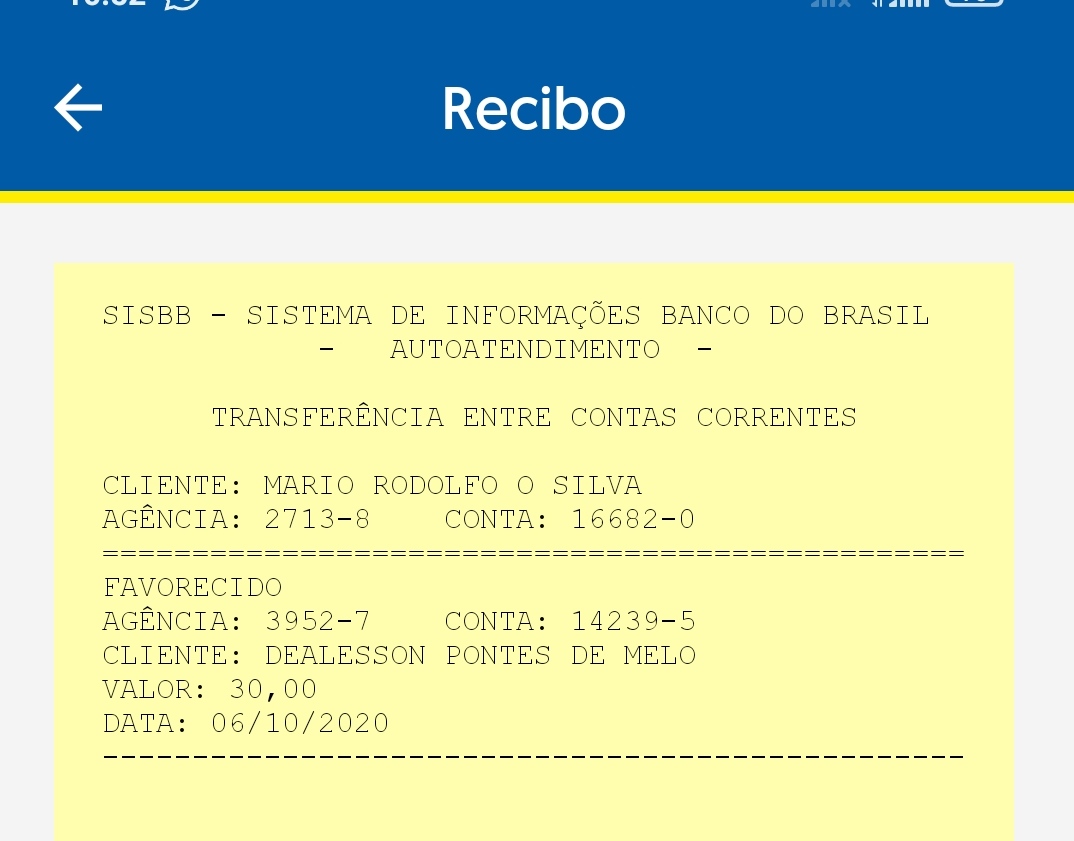 Recibo
SISBB - SISTEMA DE INFORMAÇÕES BANCO DO BRASIL
- AUTOATENDIMENTO -
TRANSFERÊNCIA ENTRE CONTAS CORRENTES
CLIENTE: MARIO RODOLFO O SILVA
AGÊNCIA: 2713-8 CONTA: 16682-0
================================================
FAVORECIDO
AGÊNCIA: 3952-7 CONTA: 14239-5
CLIENTE: DEALESSON PONTES DE MELO
VALOR: 30,00
DATA: 06/10/2020
------------------------------------------------